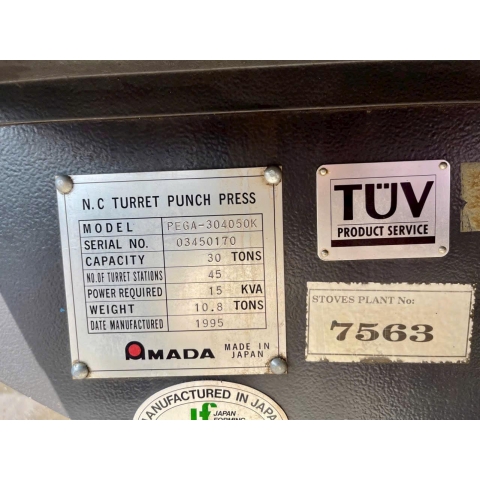 N.C TURRET PUNCH PRESS
MODEL PEGA-304050K
SERIAL NO. 03450170
CAPACITY 30 TONS
NO.OF TURRET STATIONS 45
POWER REQUIRED 15 KVA
WEIGHT 10.8 TONS
DATE MANUFACTURED 1995
AMADA MADE IN JAPAN
TÜV
PRODUCT SERVICE
STOVES PLANT No:
7563
MANUFACTURED IN JAPAN
JAPAN
FORMING